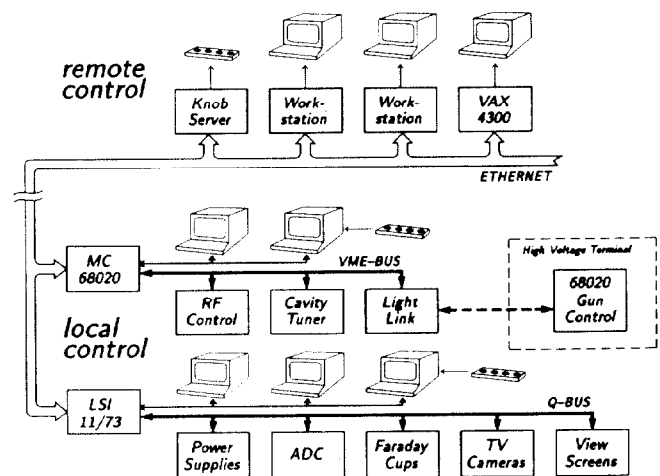 remote
control
Knob
Server
Work-
station
Work-
station
VAX
4300
ETHERNET
MC
68020
VME-BUS
RF
Control
Cavity
Tuner
Light
Link
High Voltage Terminal
68020
Gun
Control
local
control
LSI
11/73
Q-BUS
Power
Supplies
ADC
Faraday
Cups
TV
Cameras
View
Screens